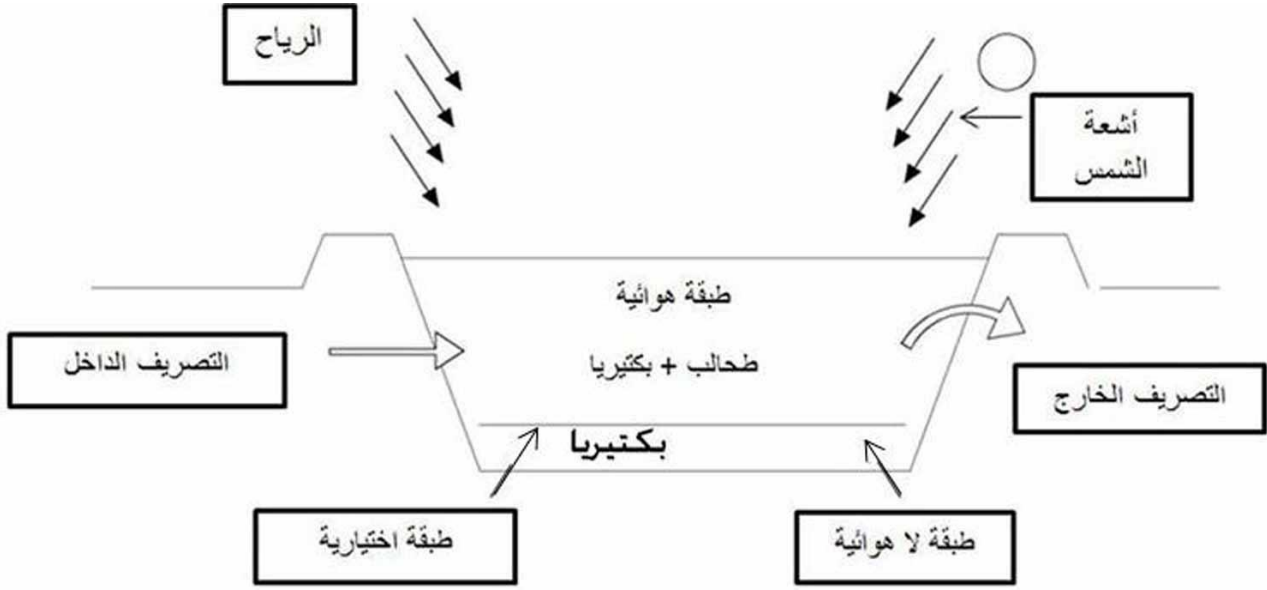 الرياح
أشعة
الشمس
طبقة هوائية
التصريف الداخل
طحالب + بكتيريا
التصريف الخارج
بكتيريا
طبقة اختيارية
طبقة لا هوائية